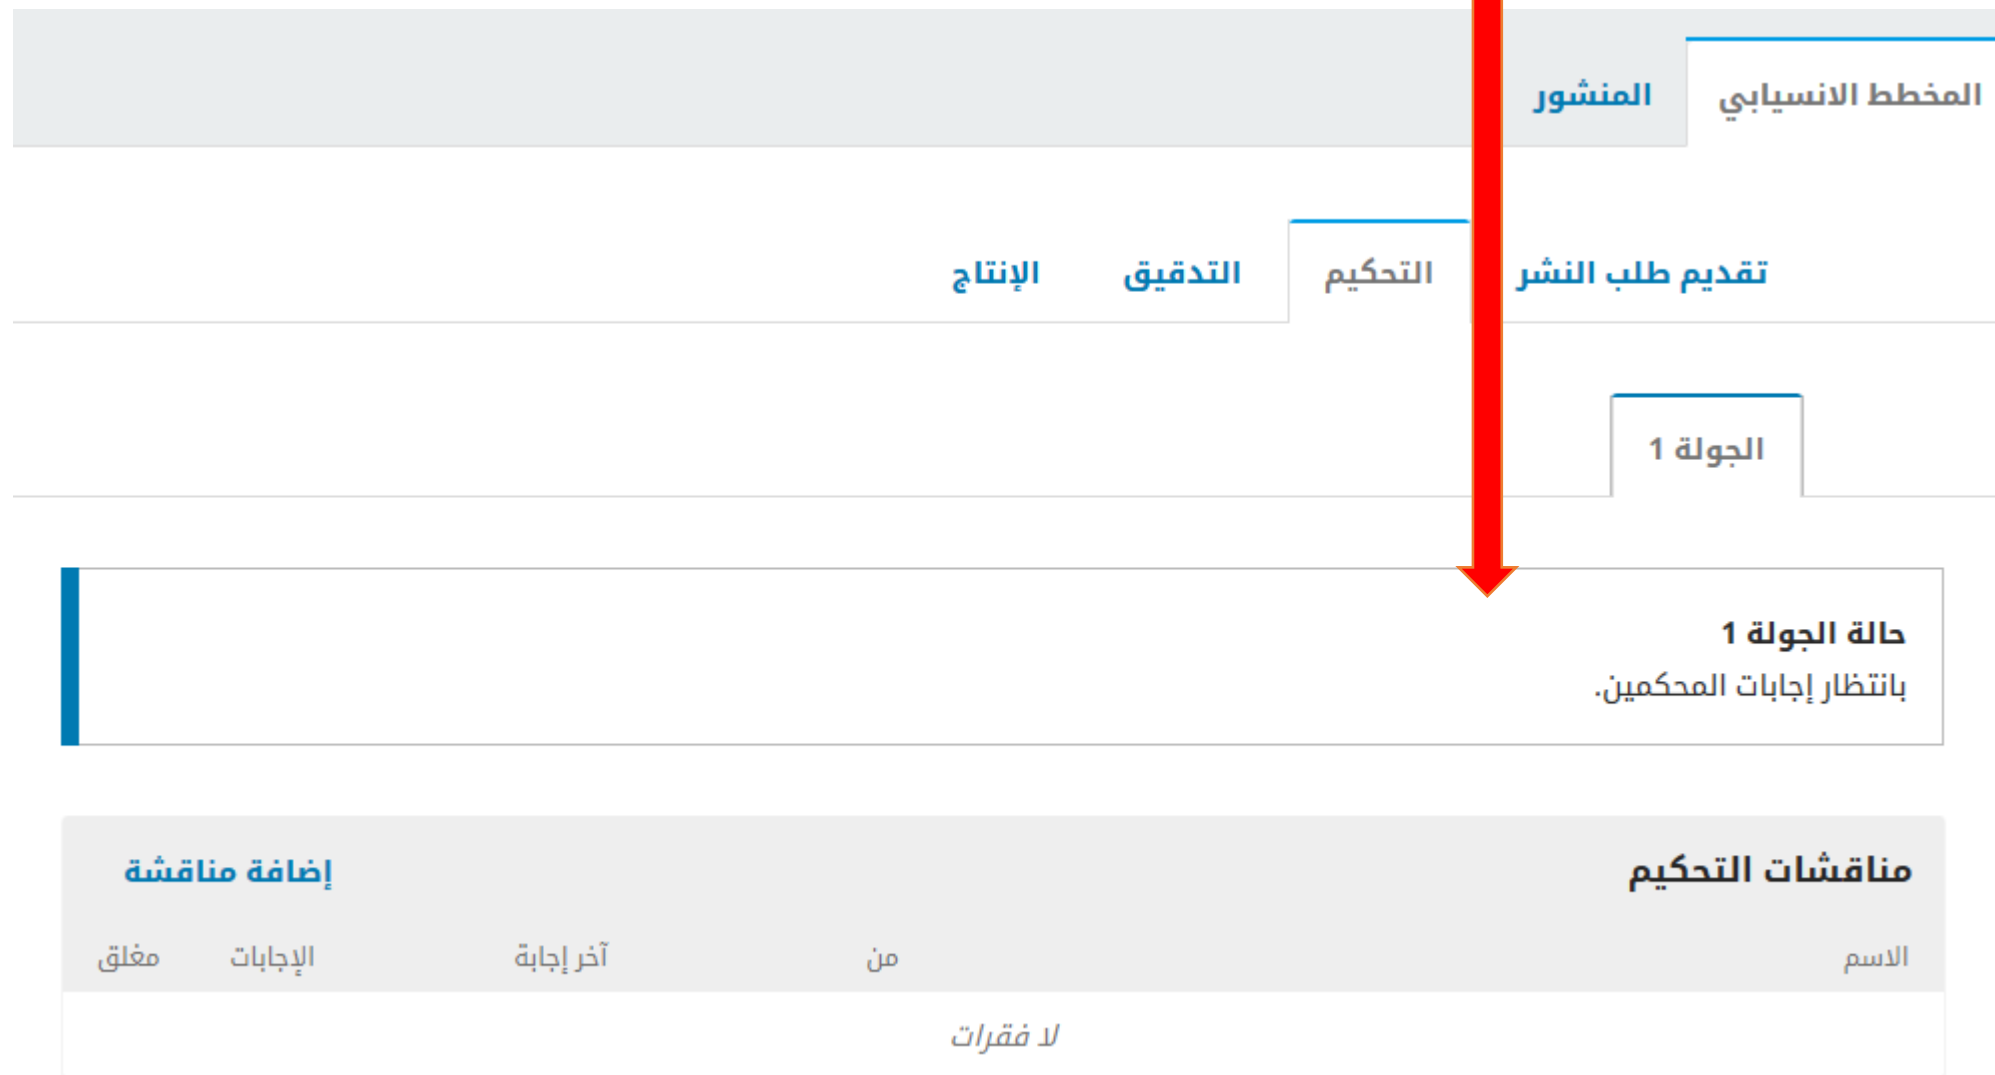 المخطط الانسيابي المنشور
تقديم طلب النشر التحكيم التدقيق الإنتاج
الجولة 1
حالة الجولة 1
بانتظار إجابات المحكمين.
مناقشات التحكيم إضافة مناقشة
الاسم من آخر إجابة الإجابات مغلق
لا فقرات